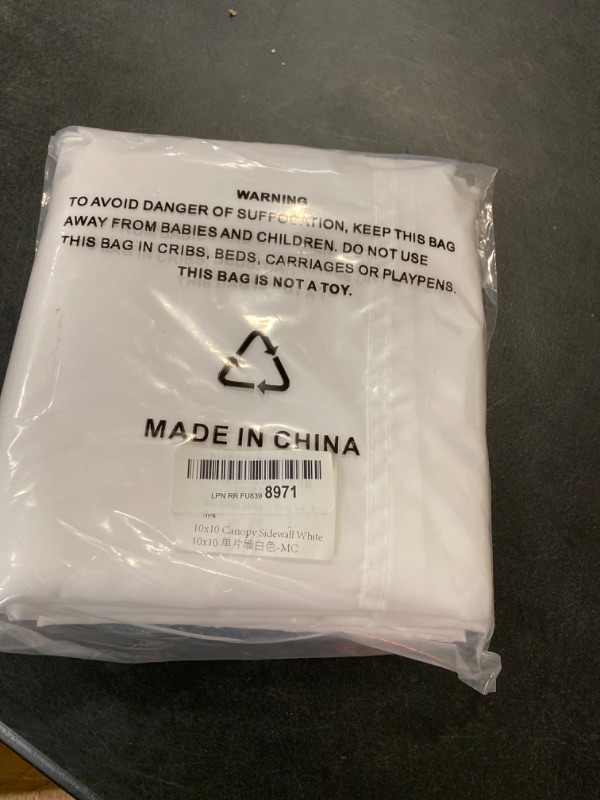 WARNING
TO AVOID DANGER OF SUFFOCATION, KEEP THIS BAG
AWAY FROM BABIES AND CHILDREN. DO NOT USE
THIS BAG IN CRIBS, BEDS, CARRIAGES OR PLAYPENS.
THIS BAG IS NOT A TOY.
MADE IN CHINA
LPN RR FU839 8971
New
10x10 Canopy Sidewall White
10x10 单片墙白色-MC